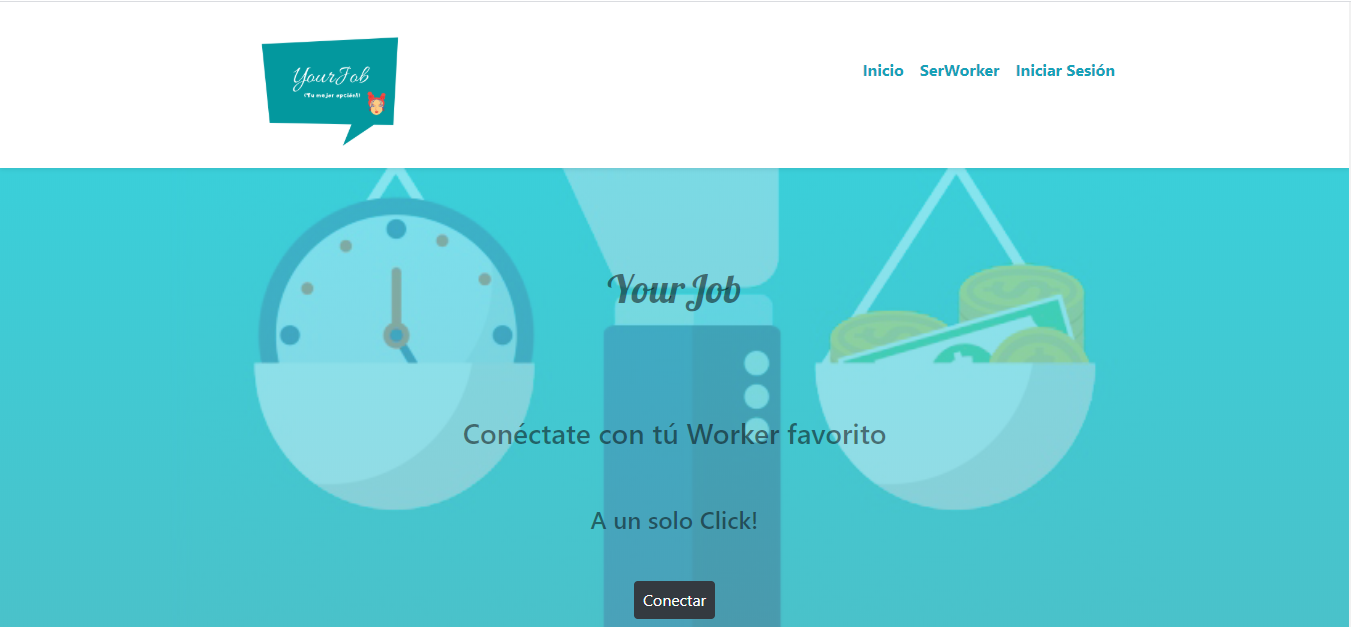 YourJob
¡Tu mejor opción!
Inicio SerWorker Iniciar Sesión
YourJob
Conéctate con tú Worker favorito
A un solo Click!
Conectar